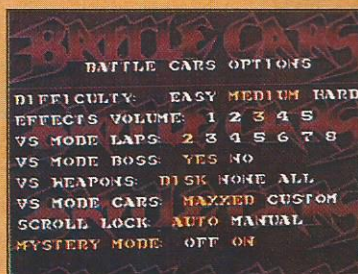 BATTLE CARS
BATTLE CARS OPTIONS
DIFFICULTY: EASY MEDIUM HARD
EFFECTS VOLUME: 1 2 3 4 5
VS MODE LAPS: 2 3 4 5 6 7 8
VS MODE BOSS: YES NO
VS WEAPONS: DISK NONE ALL
VS MODE CARS: MAXXED CUSTOM
SCROLL LOCK: AUTO MANUAL
MYSTERY MODE: OFF ON